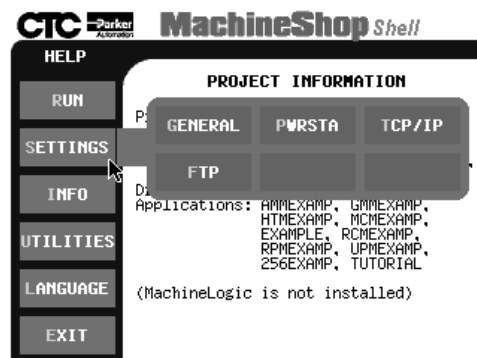 CTC Parker Automation MachineShop Shell
HELP
PROJECT INFORMATION
RUN
GENERAL PWRSTA TCP/IP
SETTINGS
FTP
INFO
Applications: AMMEXAMP, GMMEXAMP,
HTMEXAMP, MCMEXAMP,
EXAMPLE, RCMEXAMP,
UTILITIES
RPMEXAMP, UPMEXAMP,
256EXAMP, TUTORIAL
LANGUAGE
(MachineLogic is not installed)
EXIT